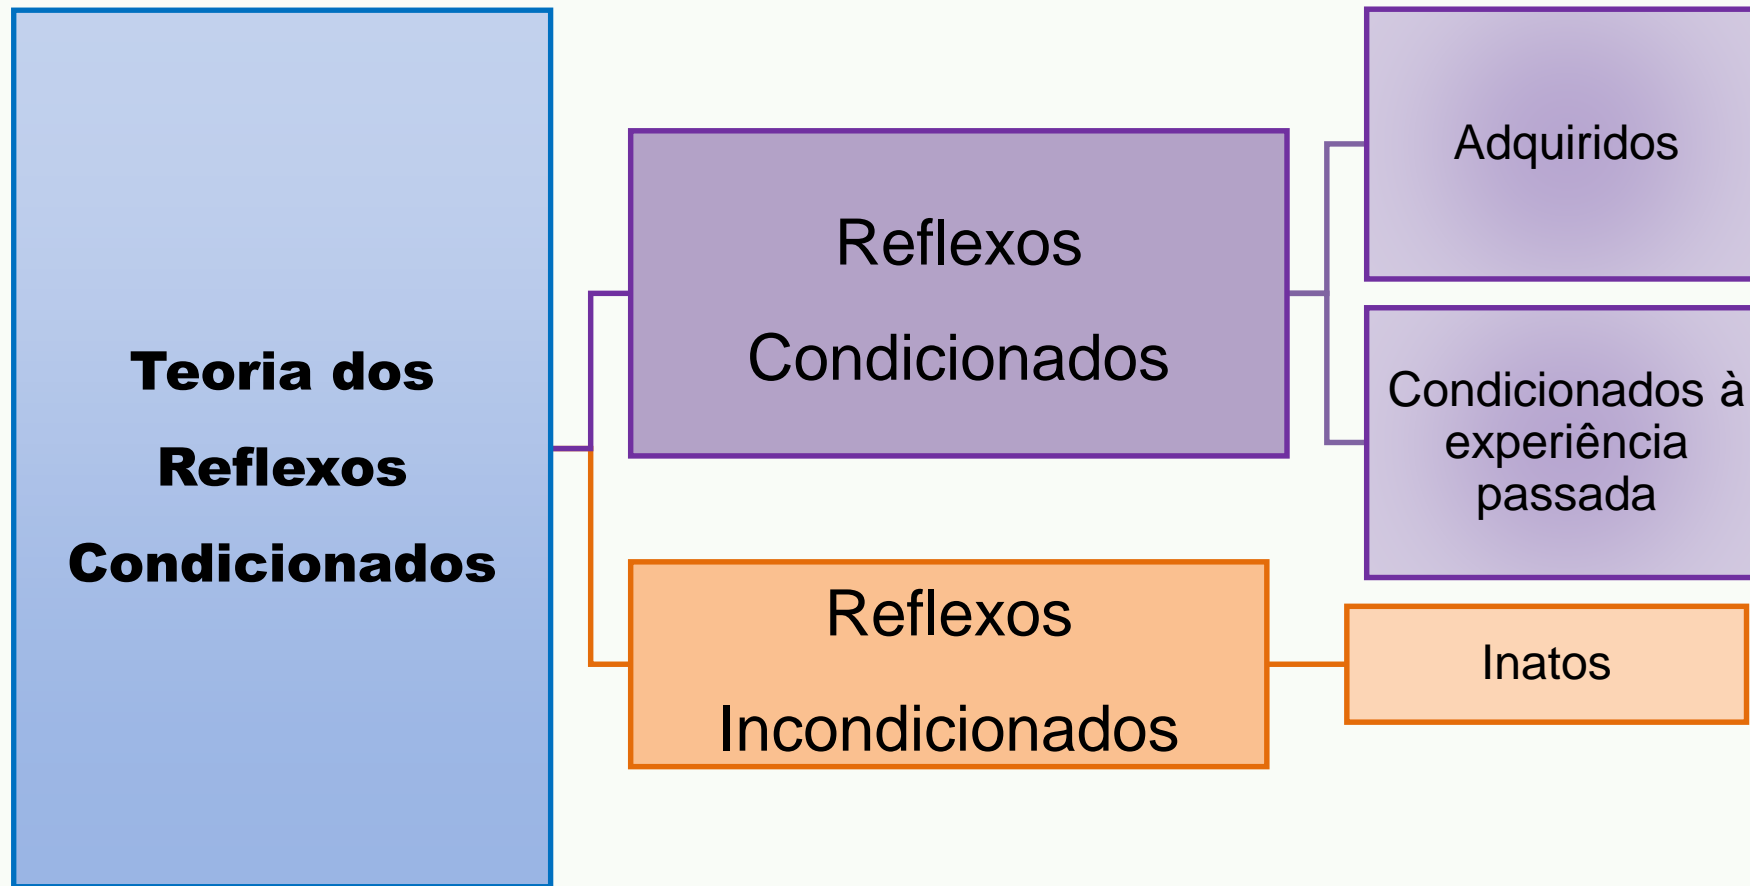 Teoria dos
Reflexos
Condicionados
Reflexos
Condicionados
Adquiridos
Condicionados à
experiência
passada
Reflexos
Incondicionados
Inatos